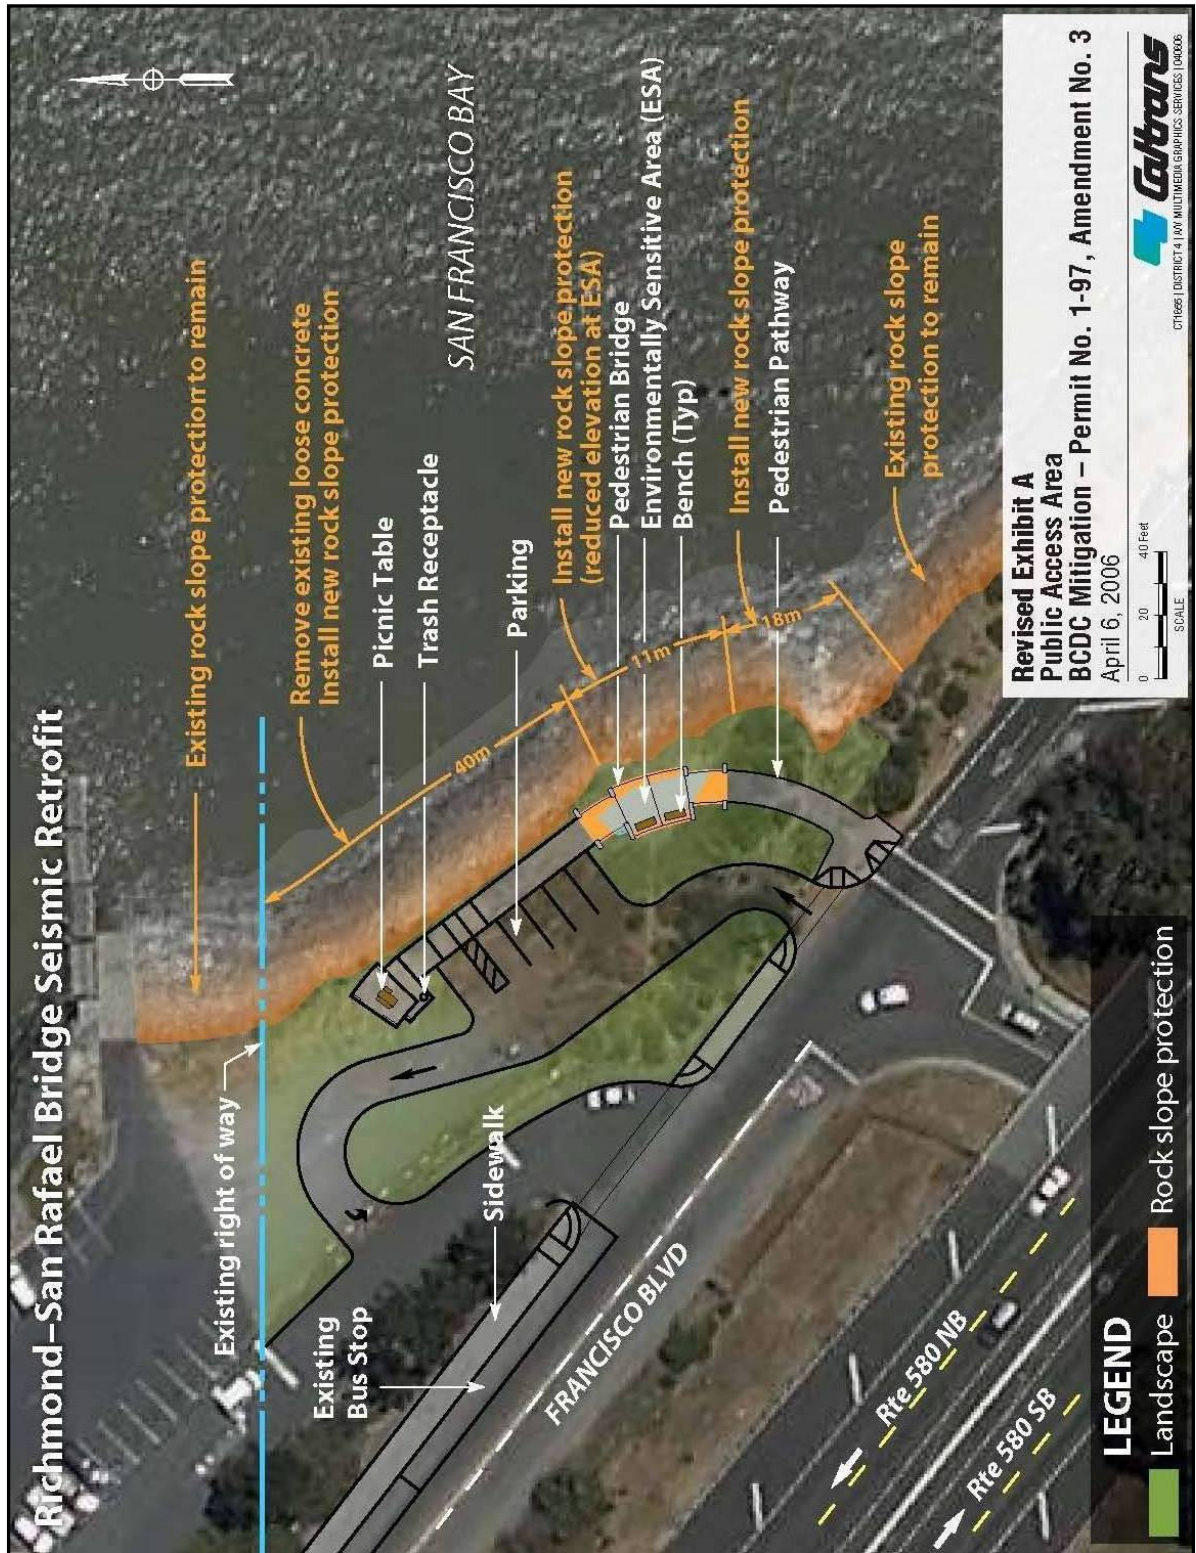 Richmond–San Rafael Bridge Seismic Retrofit
Existing rock slope protection to remain
Remove existing loose concrete
Install new rock slope protection
Picnic Table
Trash Receptacle
SAN FRANCISCO BAY
Parking
Install new rock slope protection
(reduced elevation at ESA)
Pedestrian Bridge
Environmentally Sensitive Area (ESA)
Bench (Typ)
Install new rock slope protection
Pedestrian Pathway
Existing rock slope
protection to remain
40m
11m
18m
Existing right of way
Existing
Bus Stop
Sidewalk
FRANCISCO BLVD
Rte 580 NB
Rte 580 SB
LEGEND
Landscape
Rock slope protection
Revised Exhibit A
Public Access Area
BCDC Mitigation – Permit No. 1-97, Amendment No. 3
April 6, 2006
0 20 40 Feet
SCALE
Caltrans